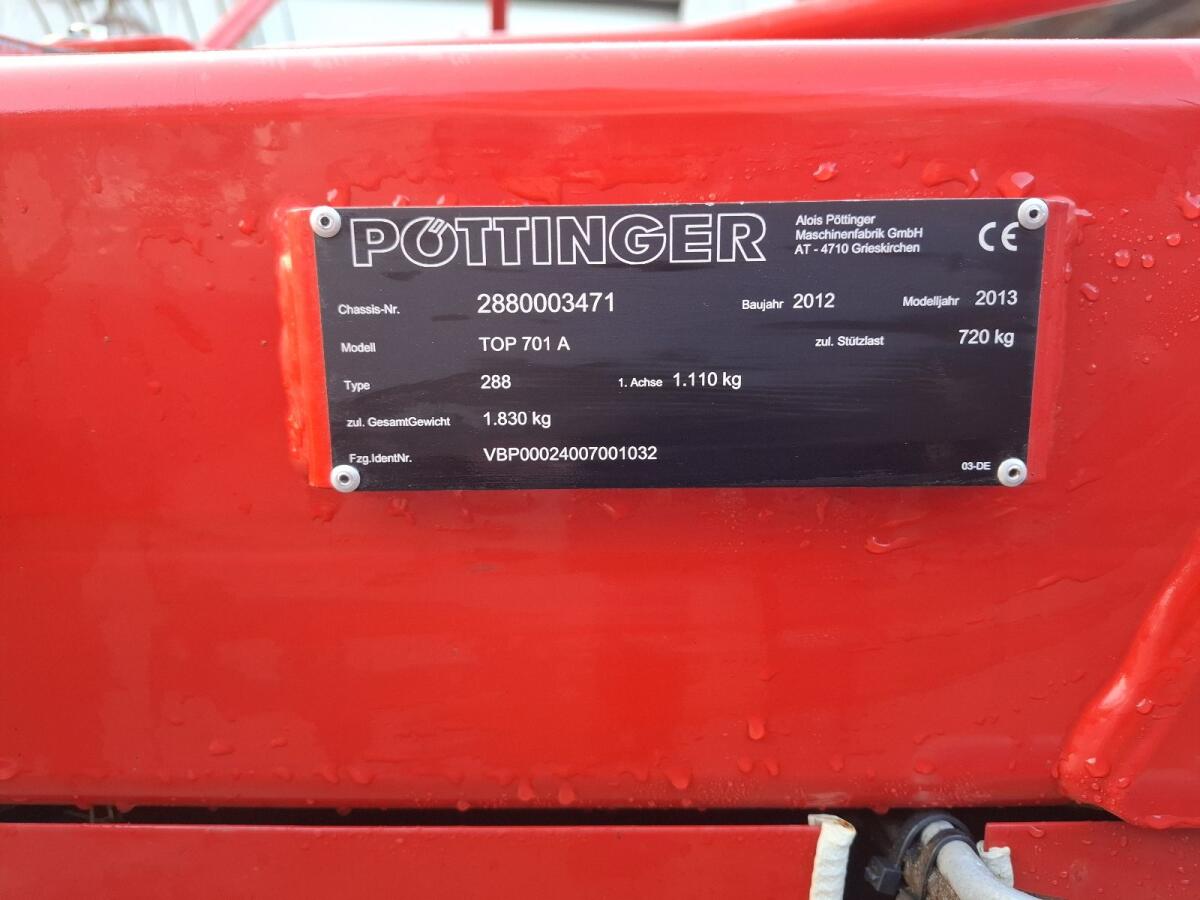 PÖTTINGER
Alois Pöttinger
Maschinenfabrik GmbH
AT - 4710 Grieskirchen
CE
Chassis-Nr. 2880003471 Baujahr 2012 Modelljahr 2013
Modell TOP 701 A zul. Stützlast 720 kg
Type 288 1. Achse 1.110 kg
zul. GesamtGewicht 1.830 kg
Fzg.IdentNr. VBP00024007001032
03-DE